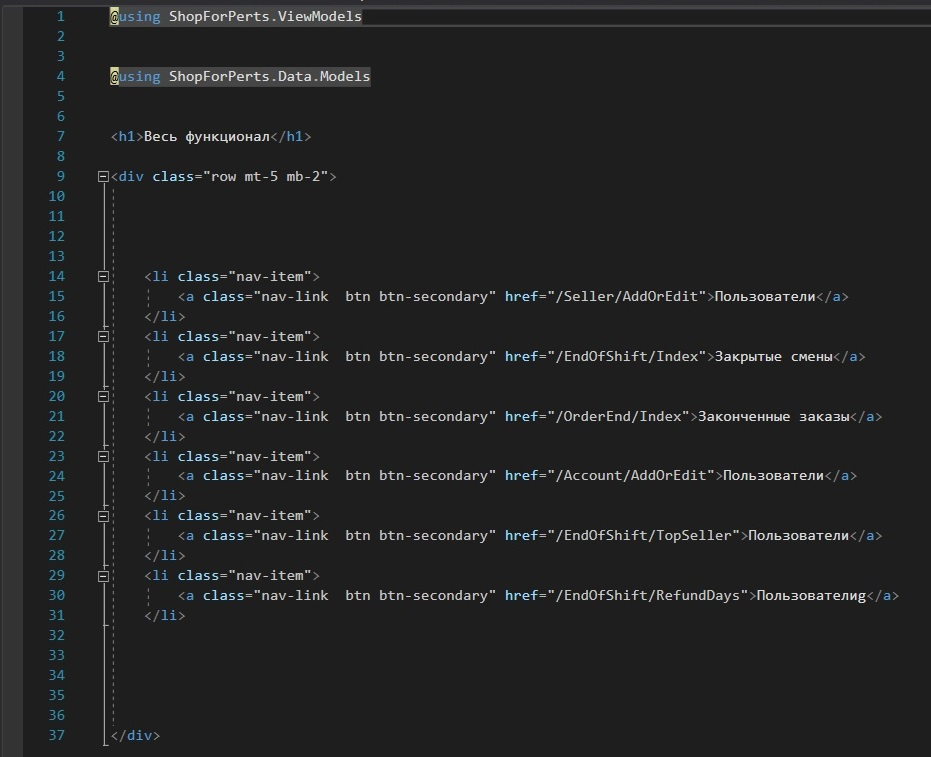 1 @using ShopForPerts.ViewModels
2
3
4 @using ShopForPerts.Data.Models
5
6
7 <h1>Весь функционал</h1>
8
9 <div class="row mt-5 mb-2">
10
11
12
13
14 <li class="nav-item">
15 <a class="nav-link  btn btn-secondary" href="/Seller/AddOrEdit">Пользователи</a>
16 </li>
17 <li class="nav-item">
18 <a class="nav-link  btn btn-secondary" href="/EndOfShift/Index">Закрытые смены</a>
19 </li>
20 <li class="nav-item">
21 <a class="nav-link  btn btn-secondary" href="/OrderEnd/Index">Законченные заказы</a>
22 </li>
23 <li class="nav-item">
24 <a class="nav-link  btn btn-secondary" href="/Account/AddOrEdit">Пользователи</a>
25 </li>
26 <li class="nav-item">
27 <a class="nav-link  btn btn-secondary" href="/EndOfShift/TopSeller">Пользователи</a>
28 </li>
29 <li class="nav-item">
30 <a class="nav-link  btn btn-secondary" href="/EndOfShift/RefundDays">Пользователиg</a>
31 </li>
32
33
34
35
36
37 </div>